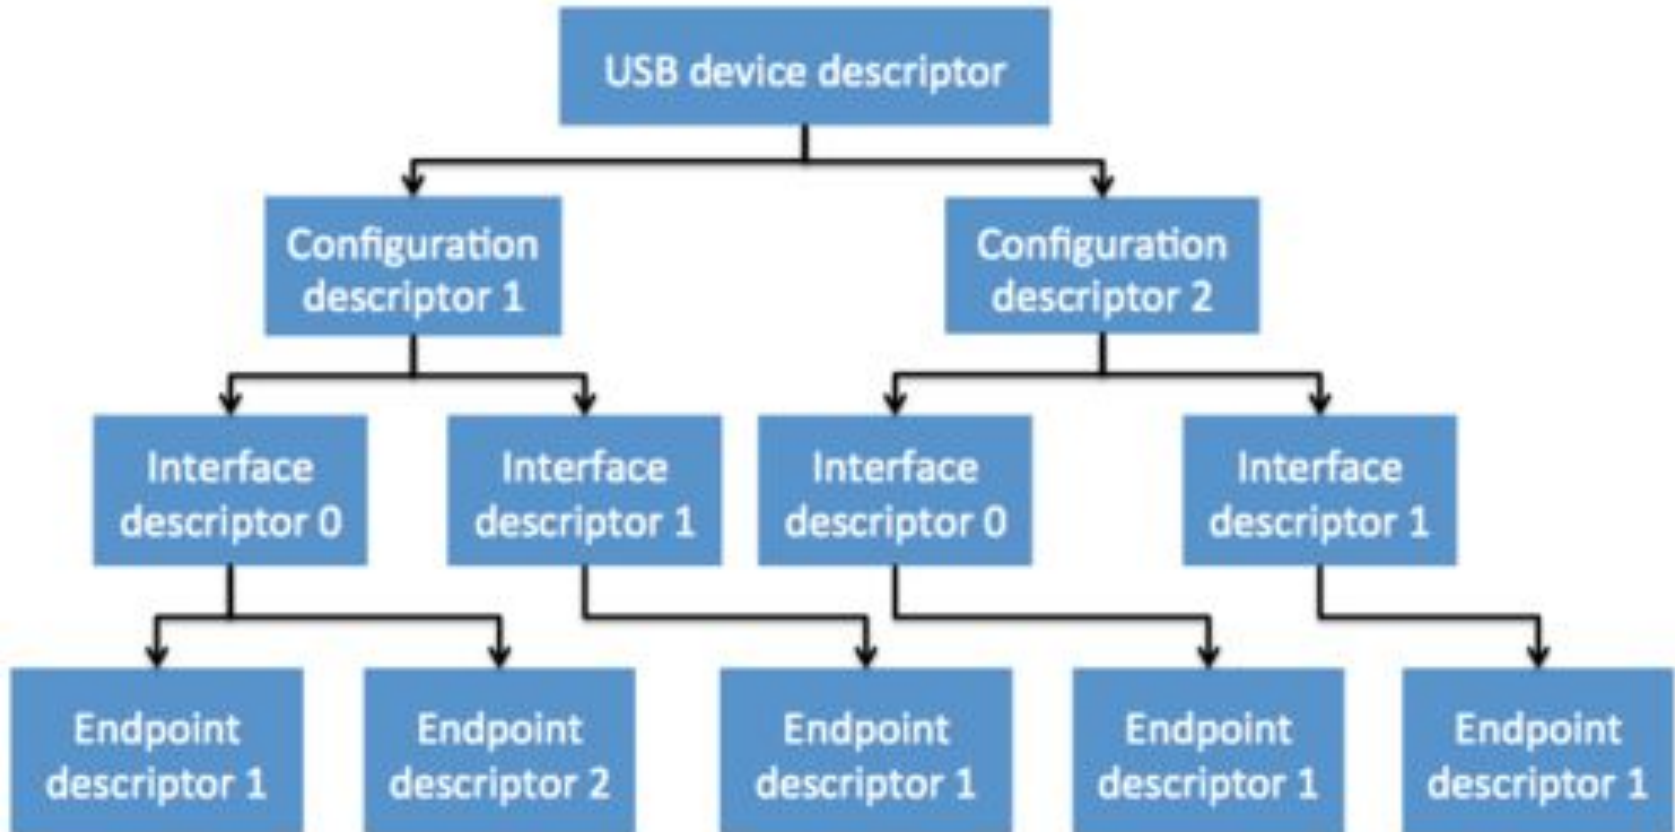 USB device descriptor
Configuration
descriptor 1
Configuration
descriptor 2
Interface
descriptor 0
Interface
descriptor 1
Interface
descriptor 0
Interface
descriptor 1
Endpoint
descriptor 1
Endpoint
descriptor 2
Endpoint
descriptor 1
Endpoint
descriptor 1
Endpoint
descriptor 1